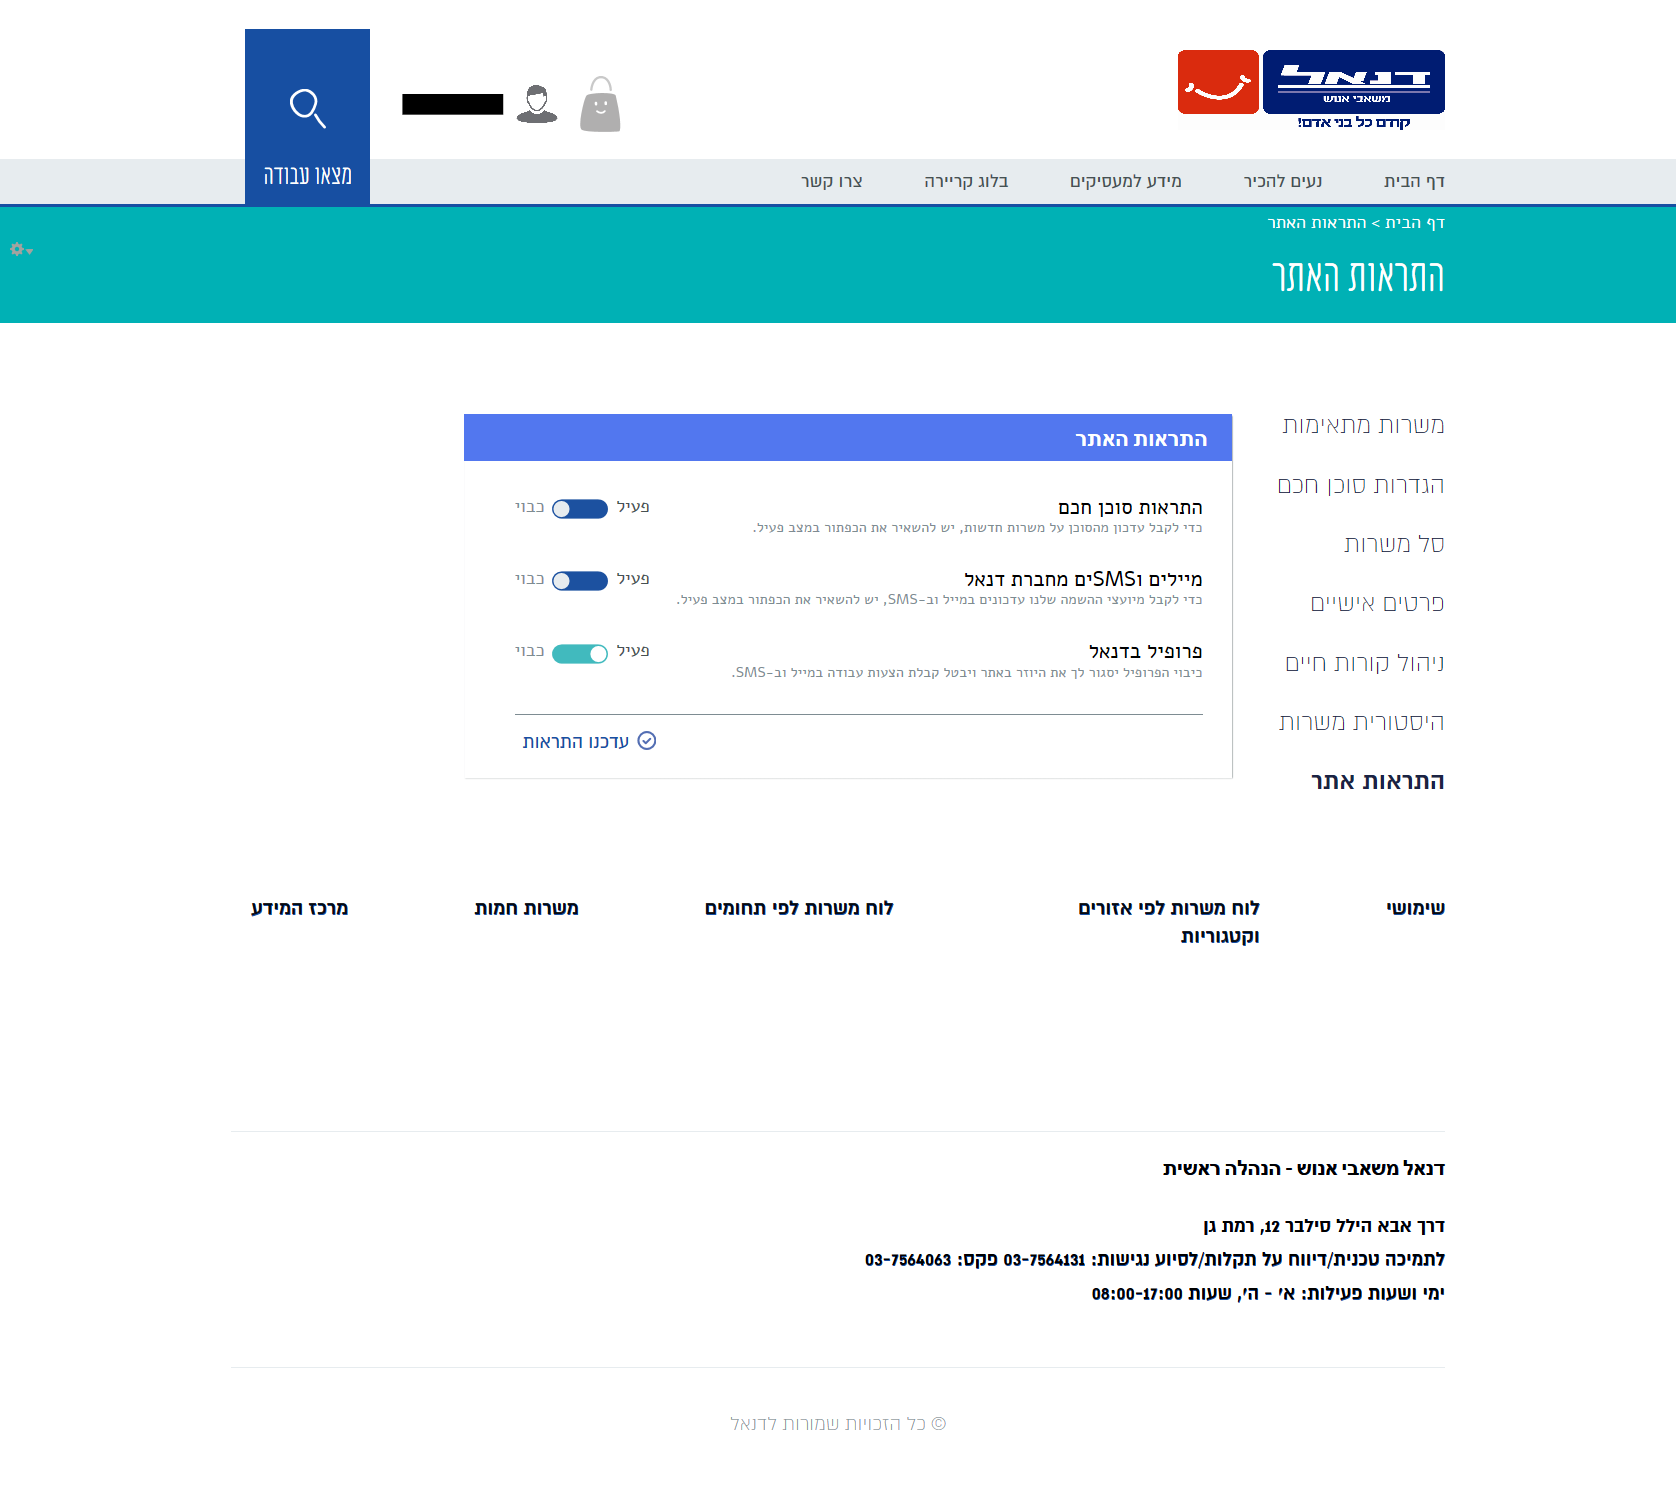 דנאל
משאבי אנוש
קודם כל בני אדם!
מצאו עבודה
דף הבית
נעים להכיר
מידע למעסיקים
בלוג קריירה
צרו קשר
דף הבית > התראות האתר
התראות האתר
משרות מתאימות
הגדרות סוכן חכם
סל משרות
פרטים אישיים
ניהול קורות חיים
היסטורית משרות
התראות אתר
התראות האתר
התראות סוכן חכם
כדי לקבל עדכון מהסוכן על משרות חדשות, יש להשאיר את הכפתור במצב פעיל.
פעיל
כבוי
מיילים וSMSים מחברת דנאל
כדי לקבל מיועצי ההשמה שלנו עדכונים במייל וב-SMS, יש להשאיר את הכפתור במצב פעיל.
פעיל
כבוי
פרופיל בדנאל
כיבוי הפרופיל יסגור לך את היוזר באתר ויבטל קבלת הצעות עבודה במייל וב-SMS.
פעיל
כבוי
עדכנו התראות
שימושי
לוח משרות לפי אזורים
וקטגוריות
לוח משרות לפי תחומים
משרות חמות
מרכז המידע
דנאל משאבי אנוש - הנהלה ראשית
דרך אבא הילל סילבר 12, רמת גן
לתמיכה טכנית/דיווח על תקלות/לסיוע נגישות: 03-7564131 פקס: 03-7564063
ימי ושעות פעילות: א' - ה', שעות 08:00-17:00
© כל הזכויות שמורות לדנאל